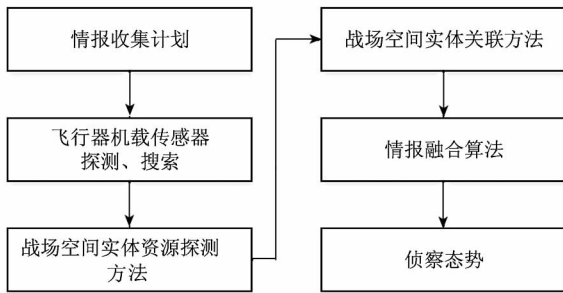 情报收集计划
飞行器机载传感器
探测、搜索
战场空间实体资源探测
方法
战场空间实体关联方法
情报融合算法
侦察态势